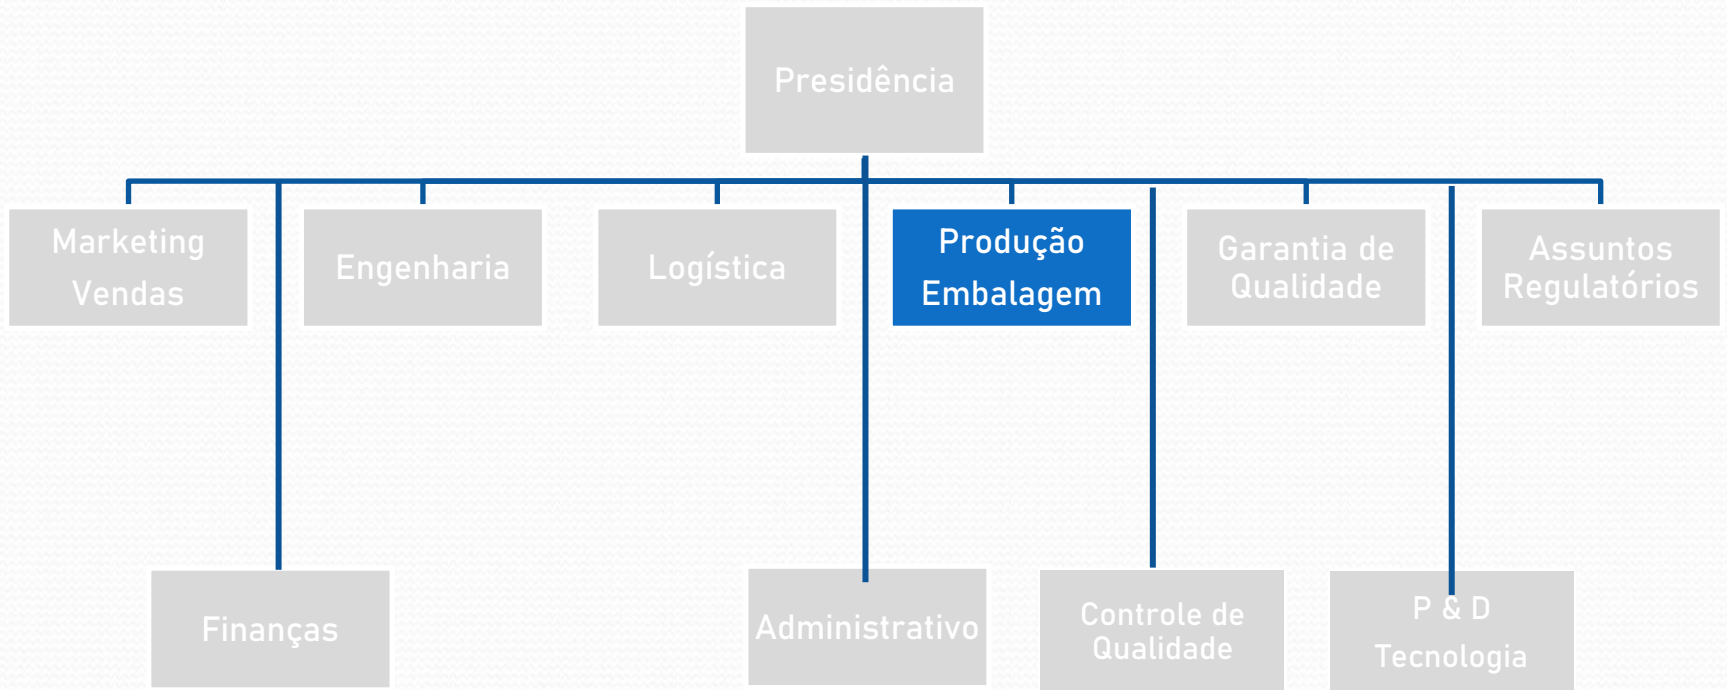 Presidência
Marketing
Vendas
Engenharia
Logística
Produção
Embalagem
Garantia de
Qualidade
Assuntos
Regulatórios
Finanças
Administrativo
Controle de
Qualidade
P & D
Tecnologia